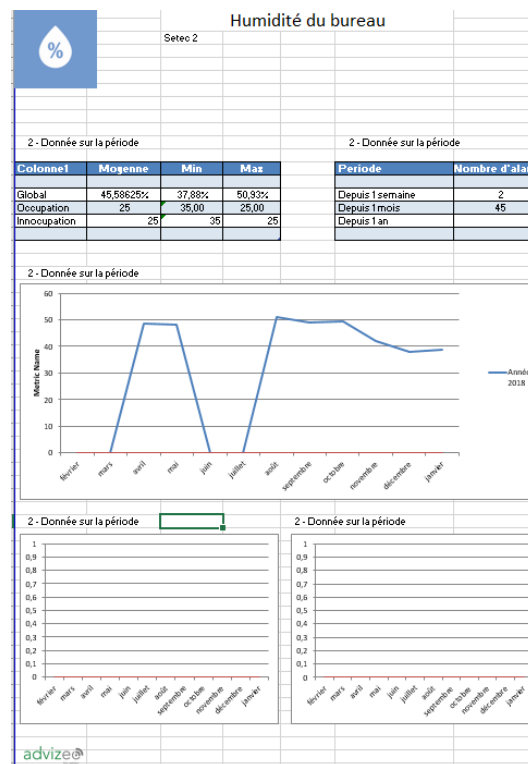 %
Humidité du bureau
Setec 2
2 - Donnée sur la période
2 - Donnée sur la période
Colonne1 Moyenne Min Max
Global 45,58625% 37,88% 50,93%
Occupation 25 35,00 25,00
Innocupation 25 35 25
Periode Nombre d'alar
Depuis 1 semaine 2
Depuis 1 mois 45
Depuis 1 an
2 - Donnée sur la période
Metric Name
60
50
40
30
20
10
0
février mars avril mai juin juillet août septembre octobre novembre décembre janvier
Année
2018
2 - Donnée sur la période
2 - Donnée sur la période
1
0,9
0,8
0,7
0,6
0,5
0,4
0,3
0,2
0,1
0
février mars avril mai juin juillet août septembre octobre novembre décembre janvier
1
0,9
0,8
0,7
0,6
0,5
0,4
0,3
0,2
0,1
0
février mars avril mai juin juillet août septembre octobre novembre décembre janvier
advizeo